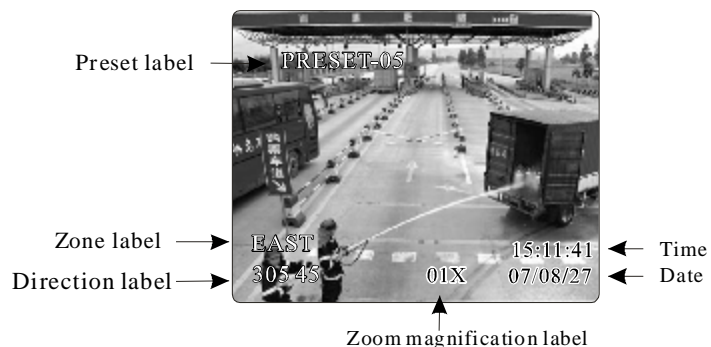 Preset label
PRESET-05
Zone label
EAST
15:11:41
Time
Direction label
305 45
01X
07/08/27
Date
Zoom magnification label